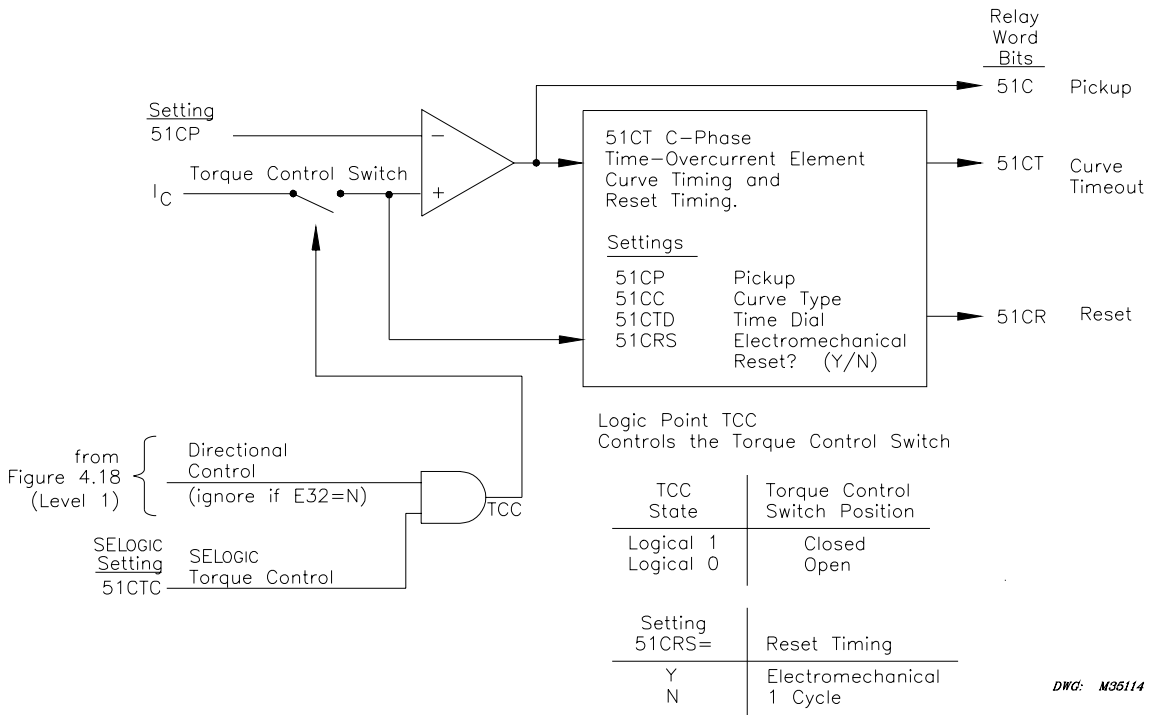 Relay
Word
Bits
51C Pickup
Setting
51CP
−
Torque Control Switch
IC
+
51CT C−Phase
Time−Overcurrent Element
Curve Timing and
Reset Timing.
Settings
51CP Pickup
51CC Curve Type
51CTD Time Dial
51CRS Electromechanical
Reset? (Y/N)
51CT Curve
Timeout
51CR Reset
from
Figure 4.18
(Level 1)
Directional
Control
(ignore if E32=N)
TCC
SELOGIC
Setting
51CTC
SELOGIC
Torque Control
Logic Point TCC
Controls the Torque Control Switch
TCC
State
Torque Control
Switch Position
Logical 1 Closed
Logical 0 Open
Setting
51CRS= Reset Timing
Y Electromechanical
N 1 Cycle
DWG: M35114